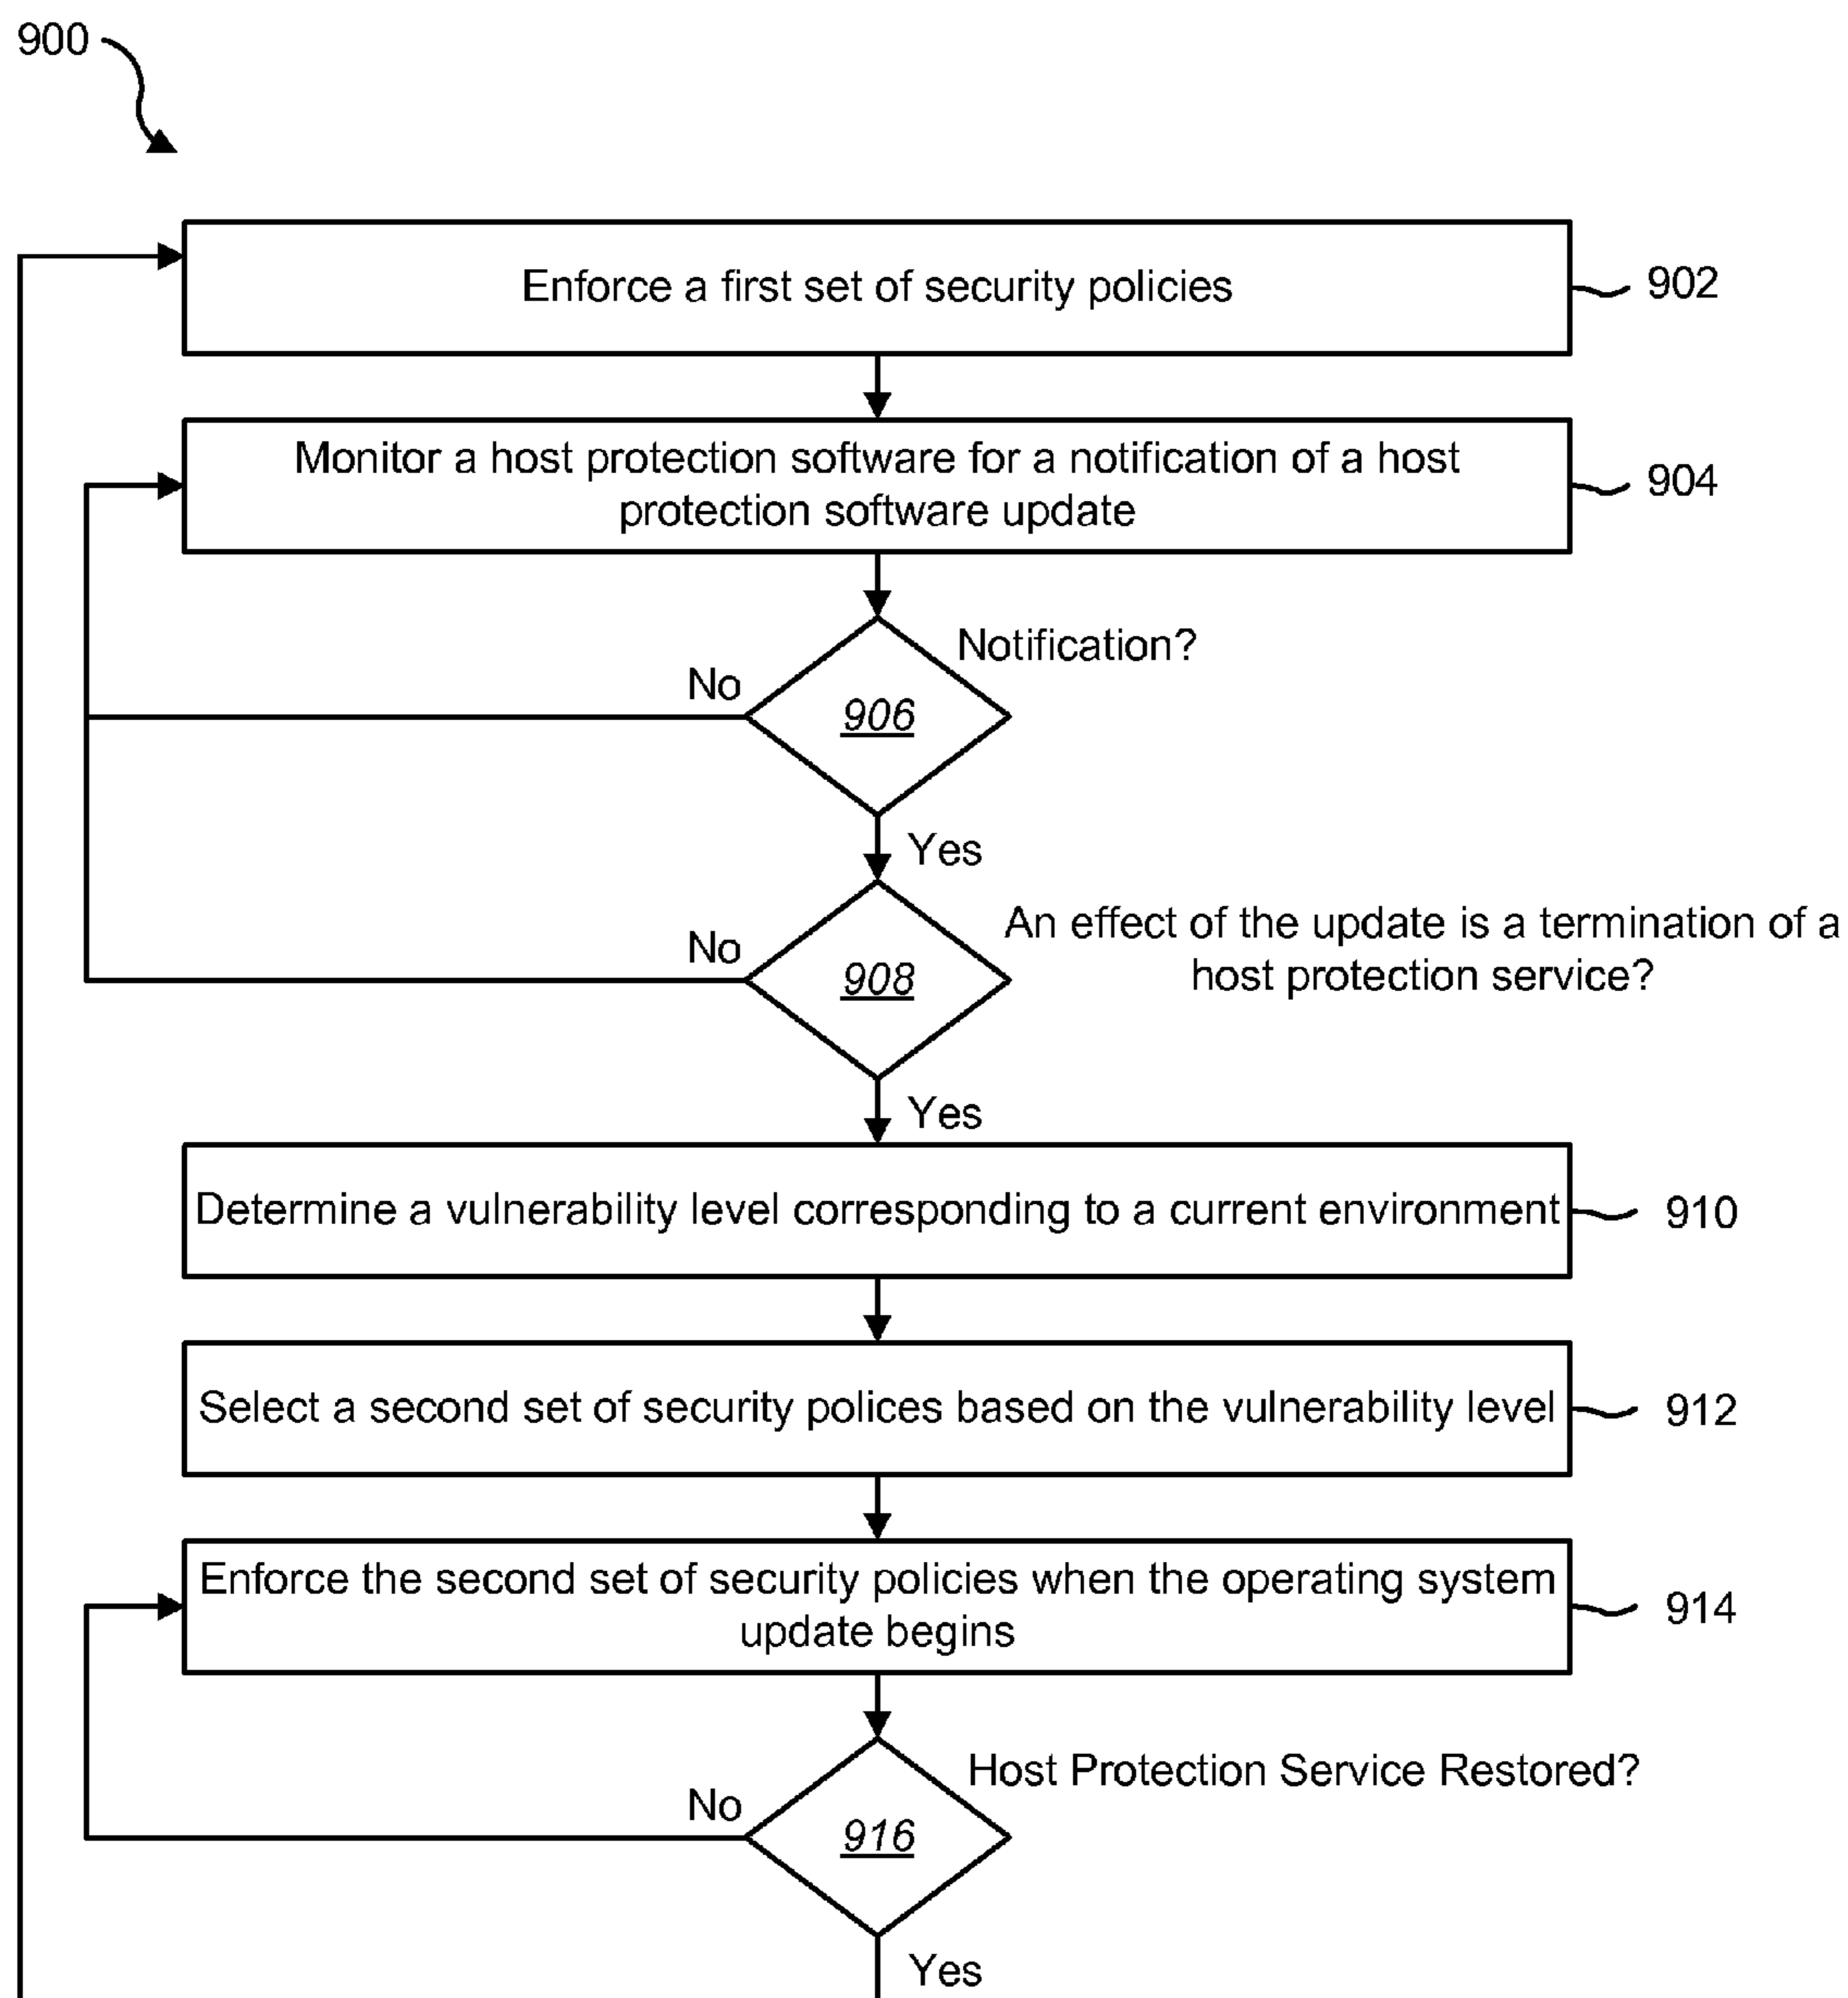 900
Enforce a first set of security policies
902
Monitor a host protection software for a notification of a host
protection software update
904
Notification?
No
906
Yes
An effect of the update is a termination of a
host protection service?
No
908
Yes
Determine a vulnerability level corresponding to a current environment
910
Select a second set of security polices based on the vulnerability level
912
Enforce the second set of security policies when the operating system
update begins
914
Host Protection Service Restored?
No
916
Yes